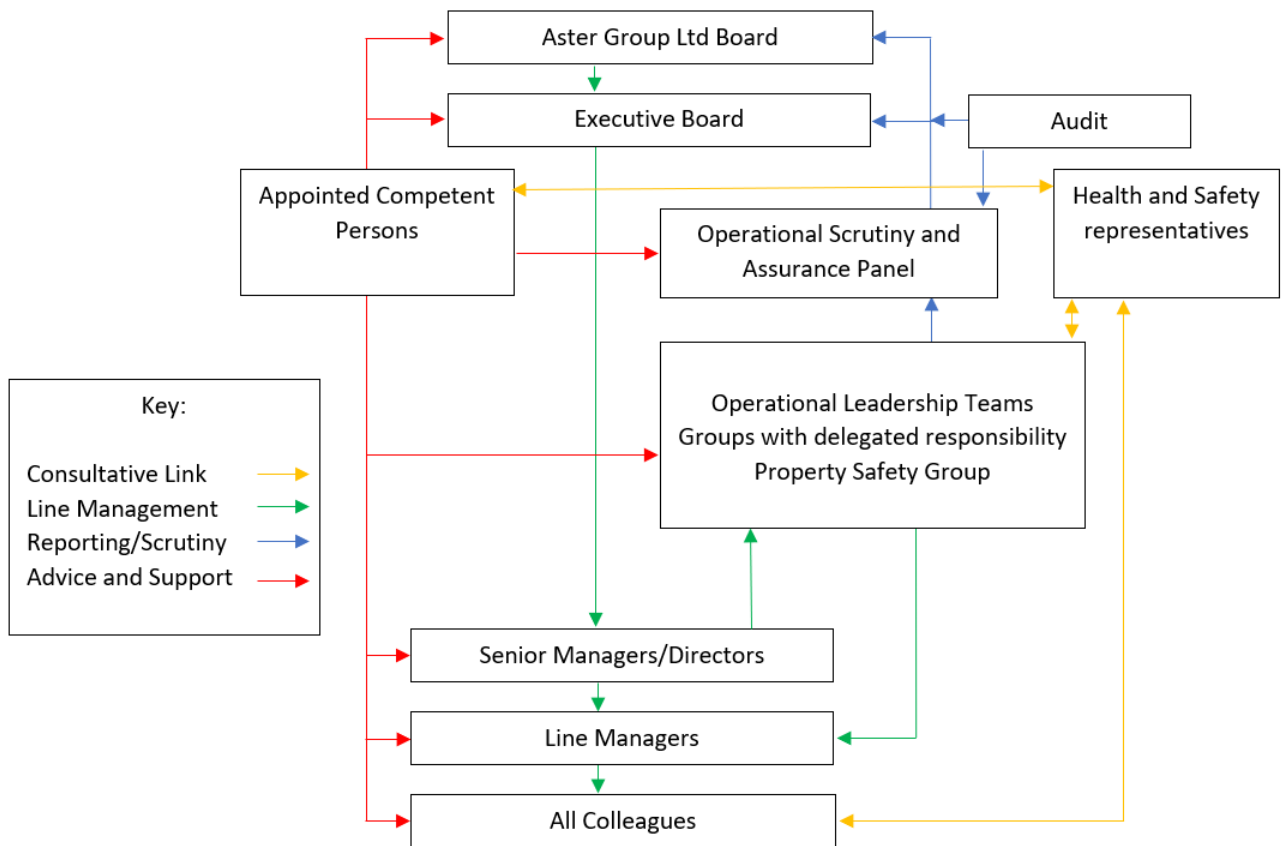 Aster Group Ltd Board
Executive Board
Audit
Appointed Competent
Persons
Health and Safety
representatives
Operational Scrutiny and
Assurance Panel
Operational Leadership Teams
Groups with delegated responsibility
Property Safety Group
Key:
Consultative Link
Line Management
Reporting/Scrutiny
Advice and Support
Senior Managers/Directors
Line Managers
All Colleagues